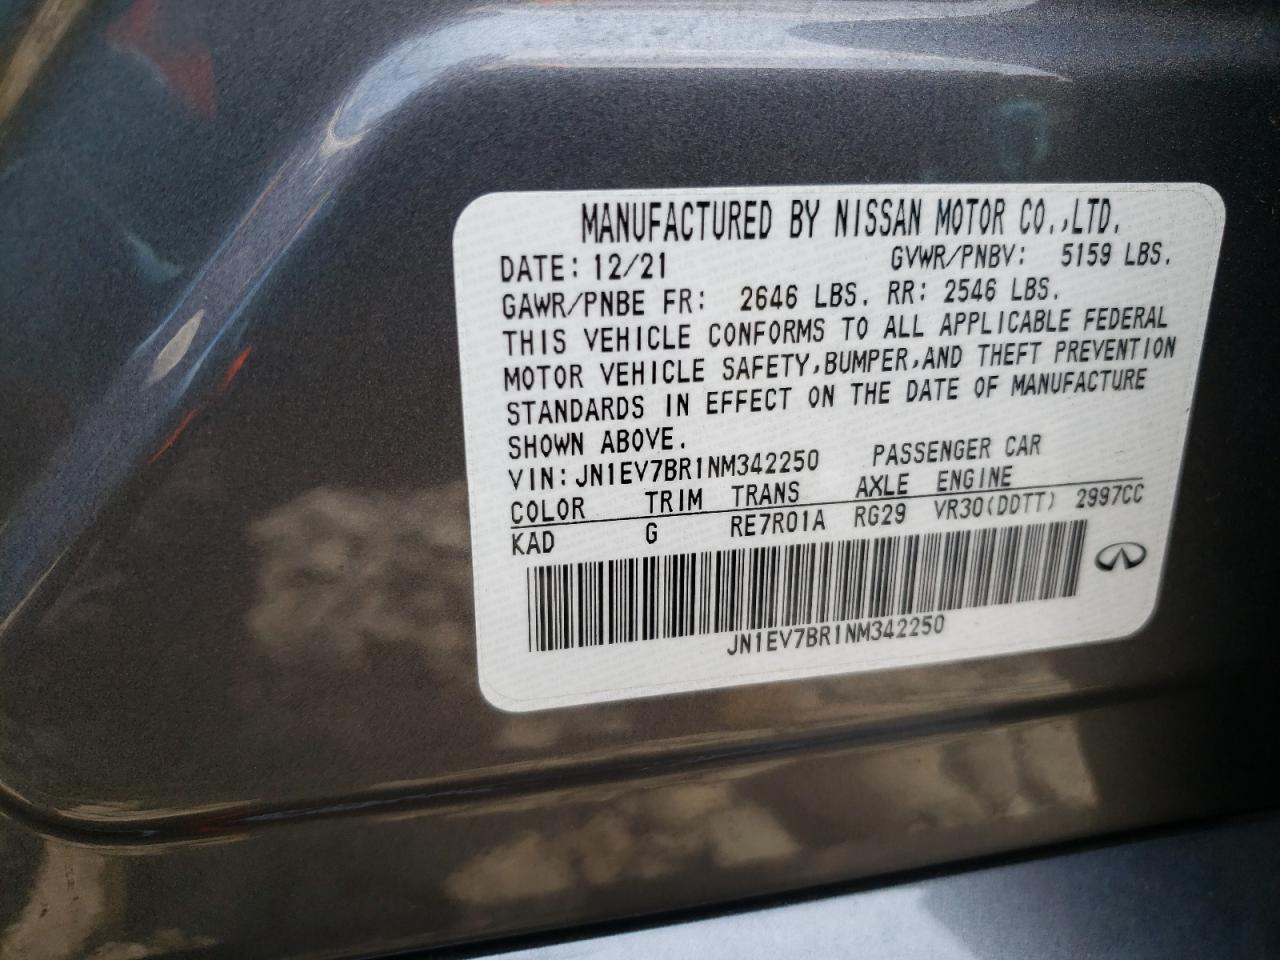 MANUFACTURED BY NISSAN MOTOR CO.,LTD.
DATE: 12/21 GVWR/PNBV: 5159 LBS.
GAWR/PNBE FR: 2646 LBS. RR: 2546 LBS.
THIS VEHICLE CONFORMS TO ALL APPLICABLE FEDERAL
MOTOR VEHICLE SAFETY,BUMPER,AND THEFT PREVENTION
STANDARDS IN EFFECT ON THE DATE OF MANUFACTURE
SHOWN ABOVE.
VIN:JN1EV7BR1NM342250 PASSENGER CAR
COLOR TRIM TRANS AXLE ENGINE
KAD G RE7R01A RG29 VR30(DDTT) 2997CC
JN1EV7BR1NM342250